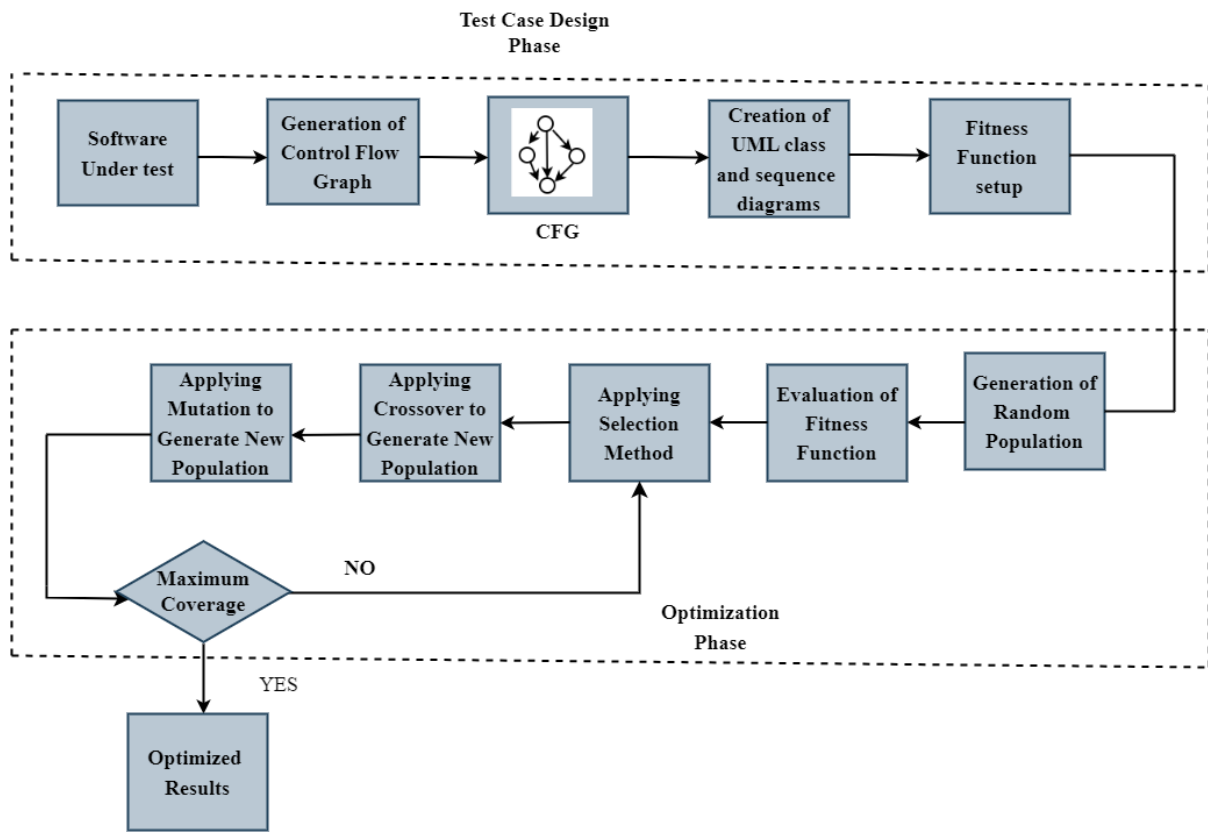 Test Case Design
Phase
Software
Under test
Generation of
Control Flow
Graph
CFG
Creation of
UML class
and sequence
diagrams
Fitness
Function
setup
Generation of
Random
Population
Evaluation of
Fitness
Function
Applying
Selection
Method
Applying
Crossover to
Generate New
Population
Applying
Mutation to
Generate New
Population
Maximum
Coverage
NO
Optimization
Phase
YES
Optimized
Results